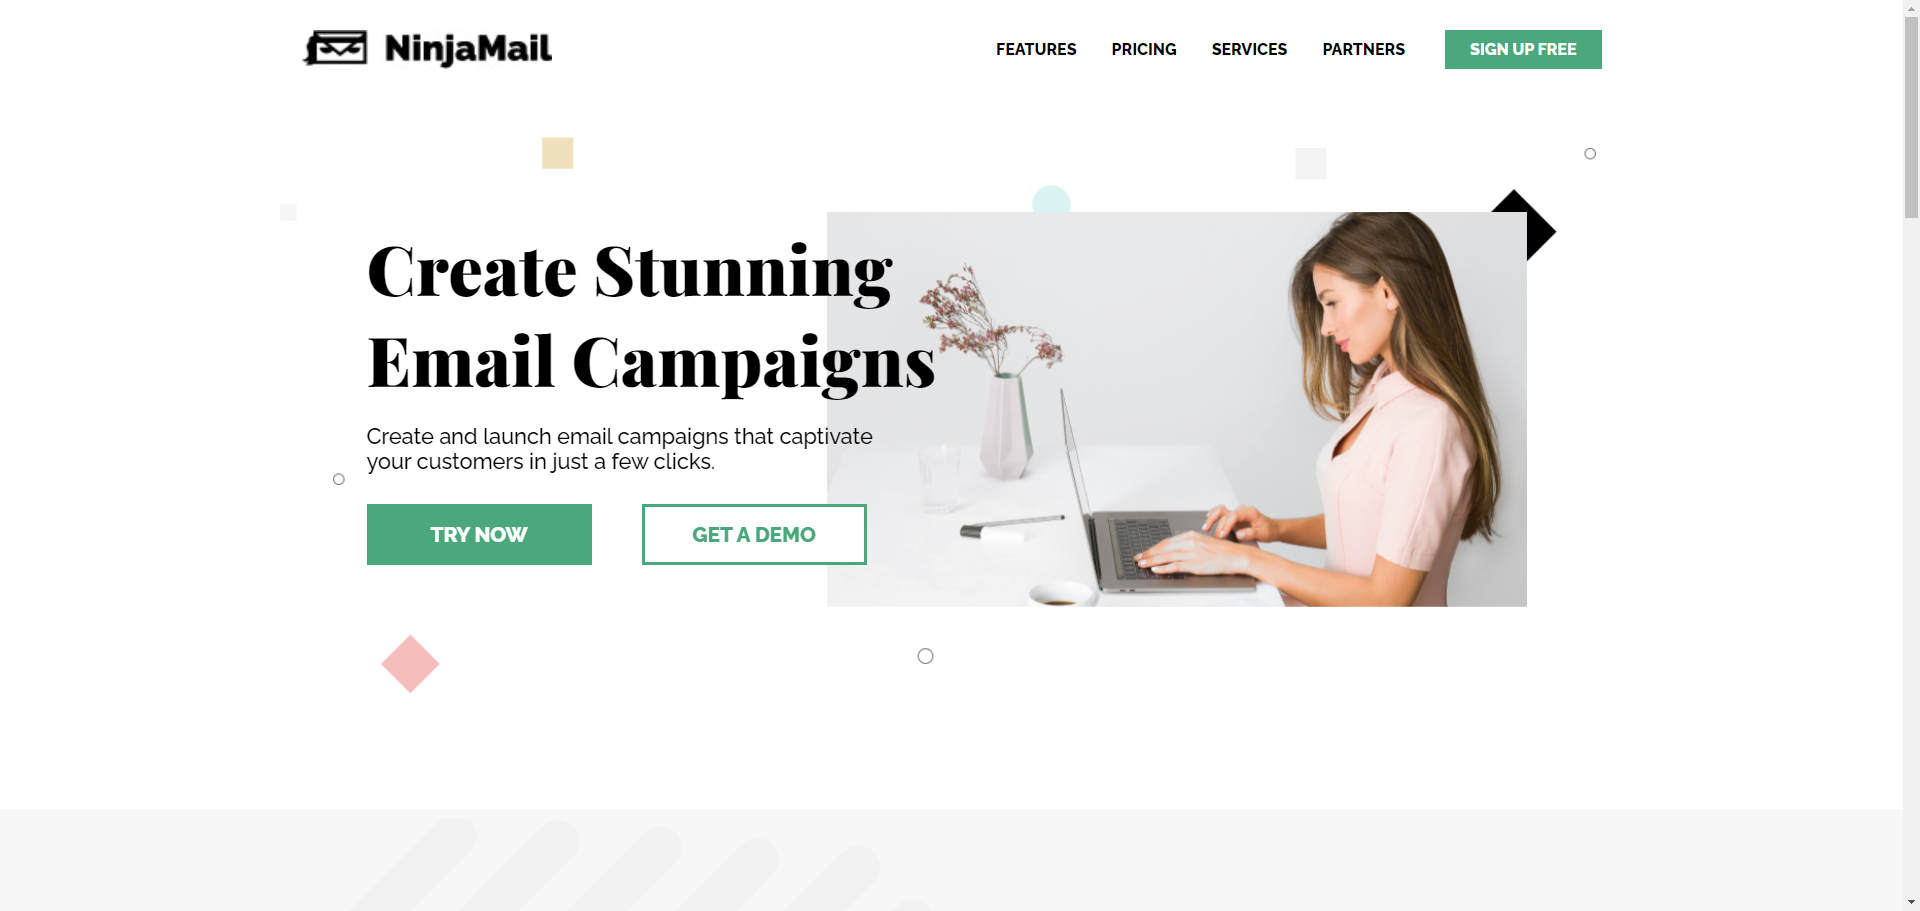 NinjaMail
FEATURES
PRICING
SERVICES
PARTNERS
SIGN UP FREE
Create Stunning
Email Campaigns
Create and launch email campaigns that captivate
your customers in just a few clicks.
TRY NOW
GET A DEMO